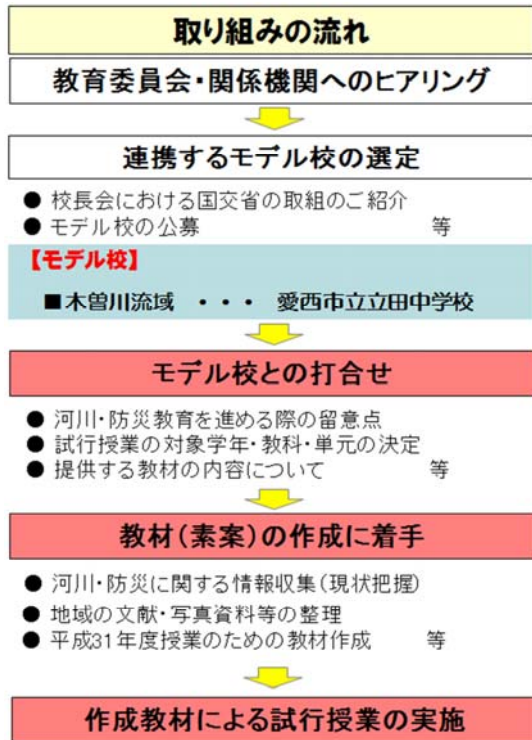 取り組みの流れ
教育委員会・関係機関へのヒアリング
連携するモデル校の選定
● 校長会における国交省の取組のご紹介
● モデル校の公募 等
【モデル校】
■木曽川流域 ・・・ 愛西市立立田中学校
モデル校との打合せ
● 河川・防災教育を進める際の留意点
● 試行授業の対象学年・教科・単元の決定
● 提供する教材の内容について 等
教材(素案)の作成に着手
● 河川・防災に関する情報収集(現状把握)
● 地域の文献・写真資料等の整理
● 平成31年度授業のための教材作成 等
作成教材による試行授業の実施